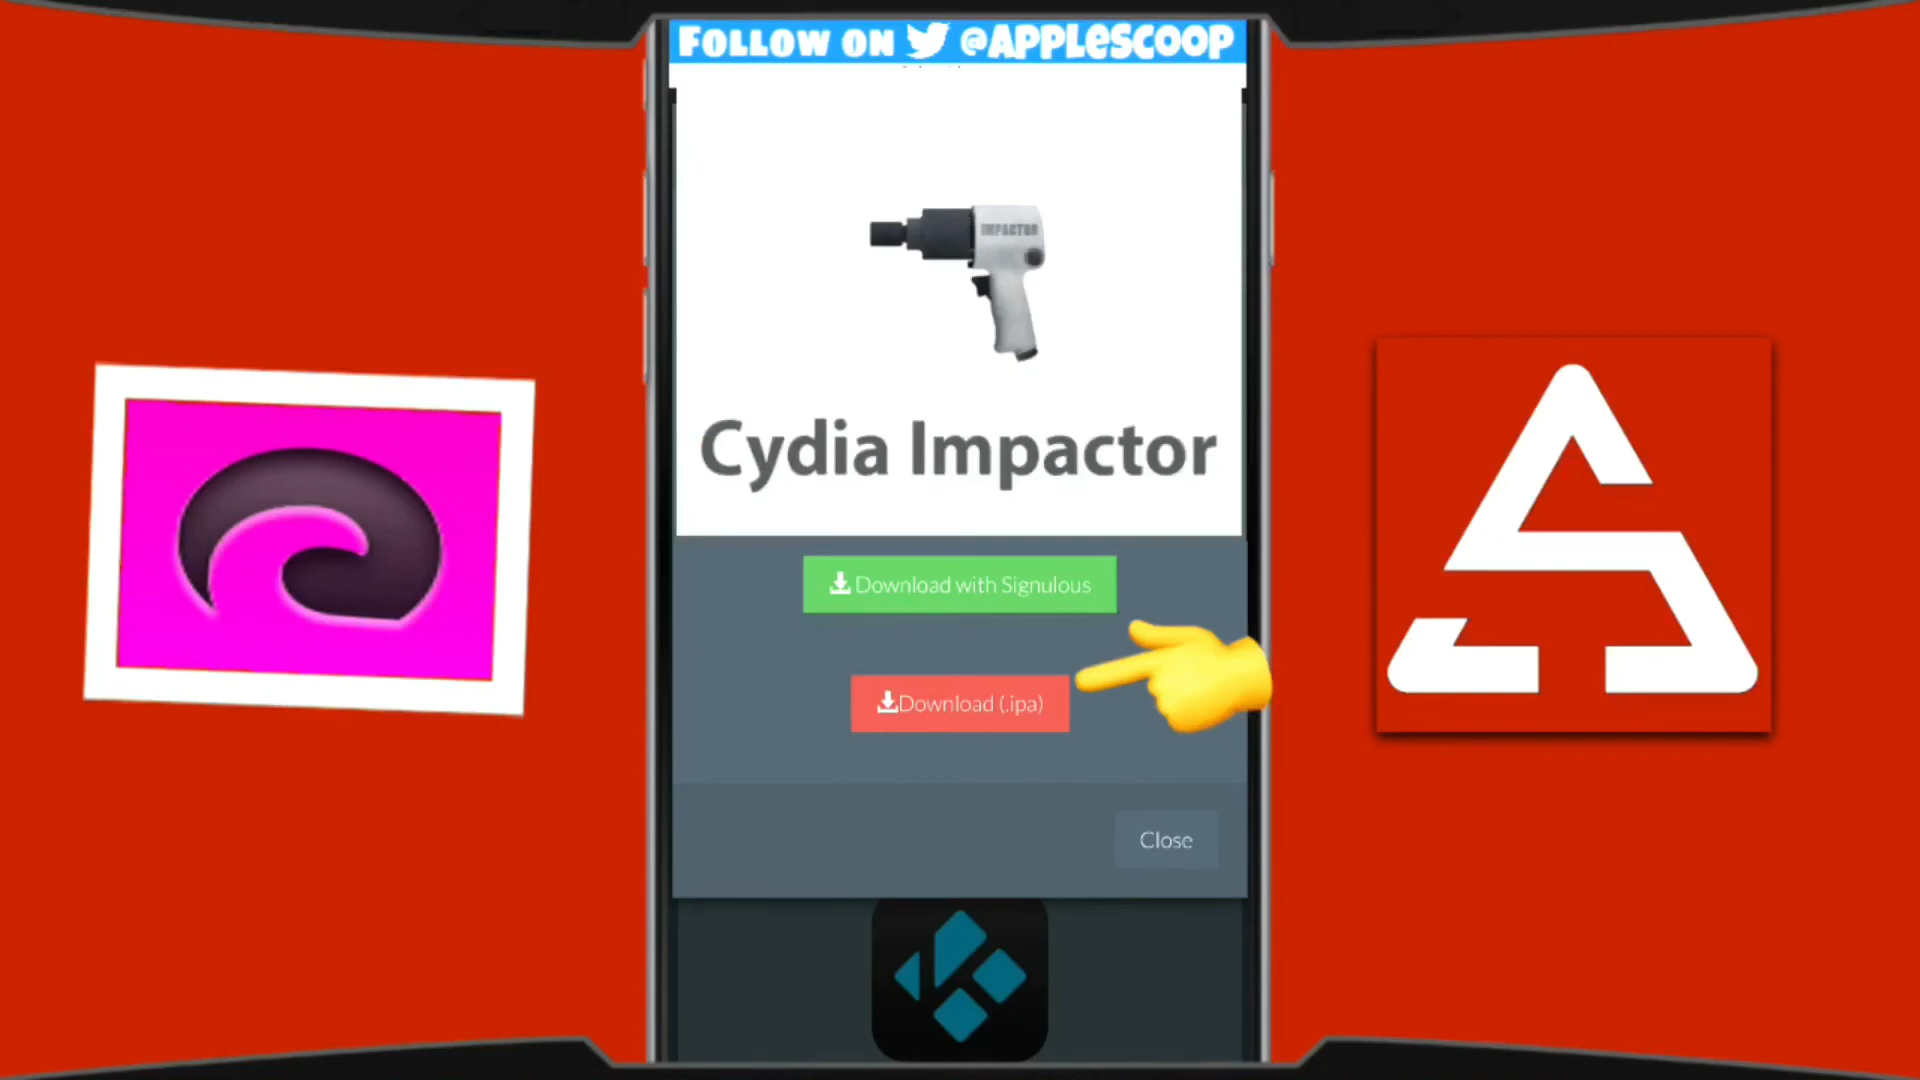 FOLLOW ON @APPLESCOOP
IMPACTOR
Cydia Impactor
Download with Signulous
Download (.ipa)
Close